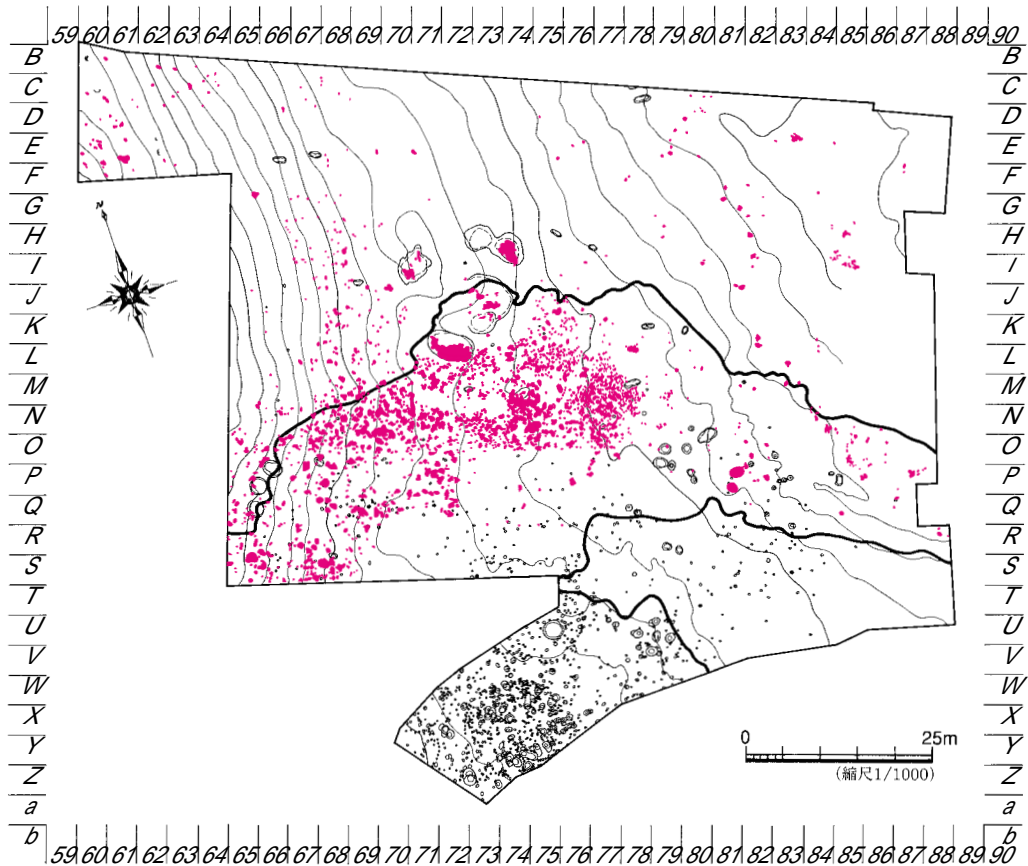 59 60 61 62 63 64 65 66 67 68 69 70 71 72 73 74 75 76 77 78 79 80 81 82 83 84 85 86 87 88 89 90
B B
C C
D D
E E
F F
G G
N
H H
I I
J J
K K
L L
M M
N N
O O
P P
Q Q
R R
S S
T T
U U
V V
W W
X X
Y Y
0 25m
Z Z
(縮尺1/1000)
a a
b b
59 60 61 62 63 64 65 66 67 68 69 70 71 72 73 74 75 76 77 78 79 80 81 82 83 84 85 86 87 88 89 90